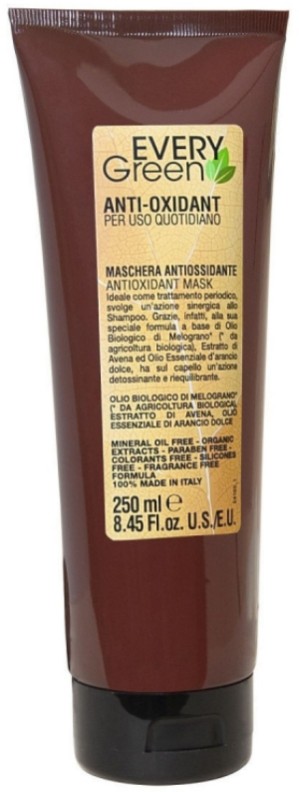 EVERY
Green
ANTI-OXIDANT
PER USO QUOTIDIANO
MASCHERA ANTIOSSIDANTE
ANTIOXIDANT MASK
Ideale come trattamento periodico,
svolge un'azione sinergica allo
Shampoo. Grazie, infatti, alla sua
speciale formula a base di Olio
Biologico di Melograno* (* da
agricoltura biologica), Estratto di
Avena ed Olio Essenziale d'arancio
dolce, ha sul capello un'azione
detossinante e riequilibrante.
OLIO BIOLOGICO DI MELOGRANO*
(* DA AGRICOLTURA BIOLOGICA)
ESTRATTO DI AVENA, OLIO
ESSENZIALE DI ARANCIO DOLCE
MINERAL OIL FREE - ORGANIC
EXTRACTS - PARABEN FREE -
COLORANTS FREE - SILICONES
FREE - FRAGRANCE FREE
FORMULA
100% MADE IN ITALY
250 ml ℮
8.45 Fl.oz. U.S./E.U.